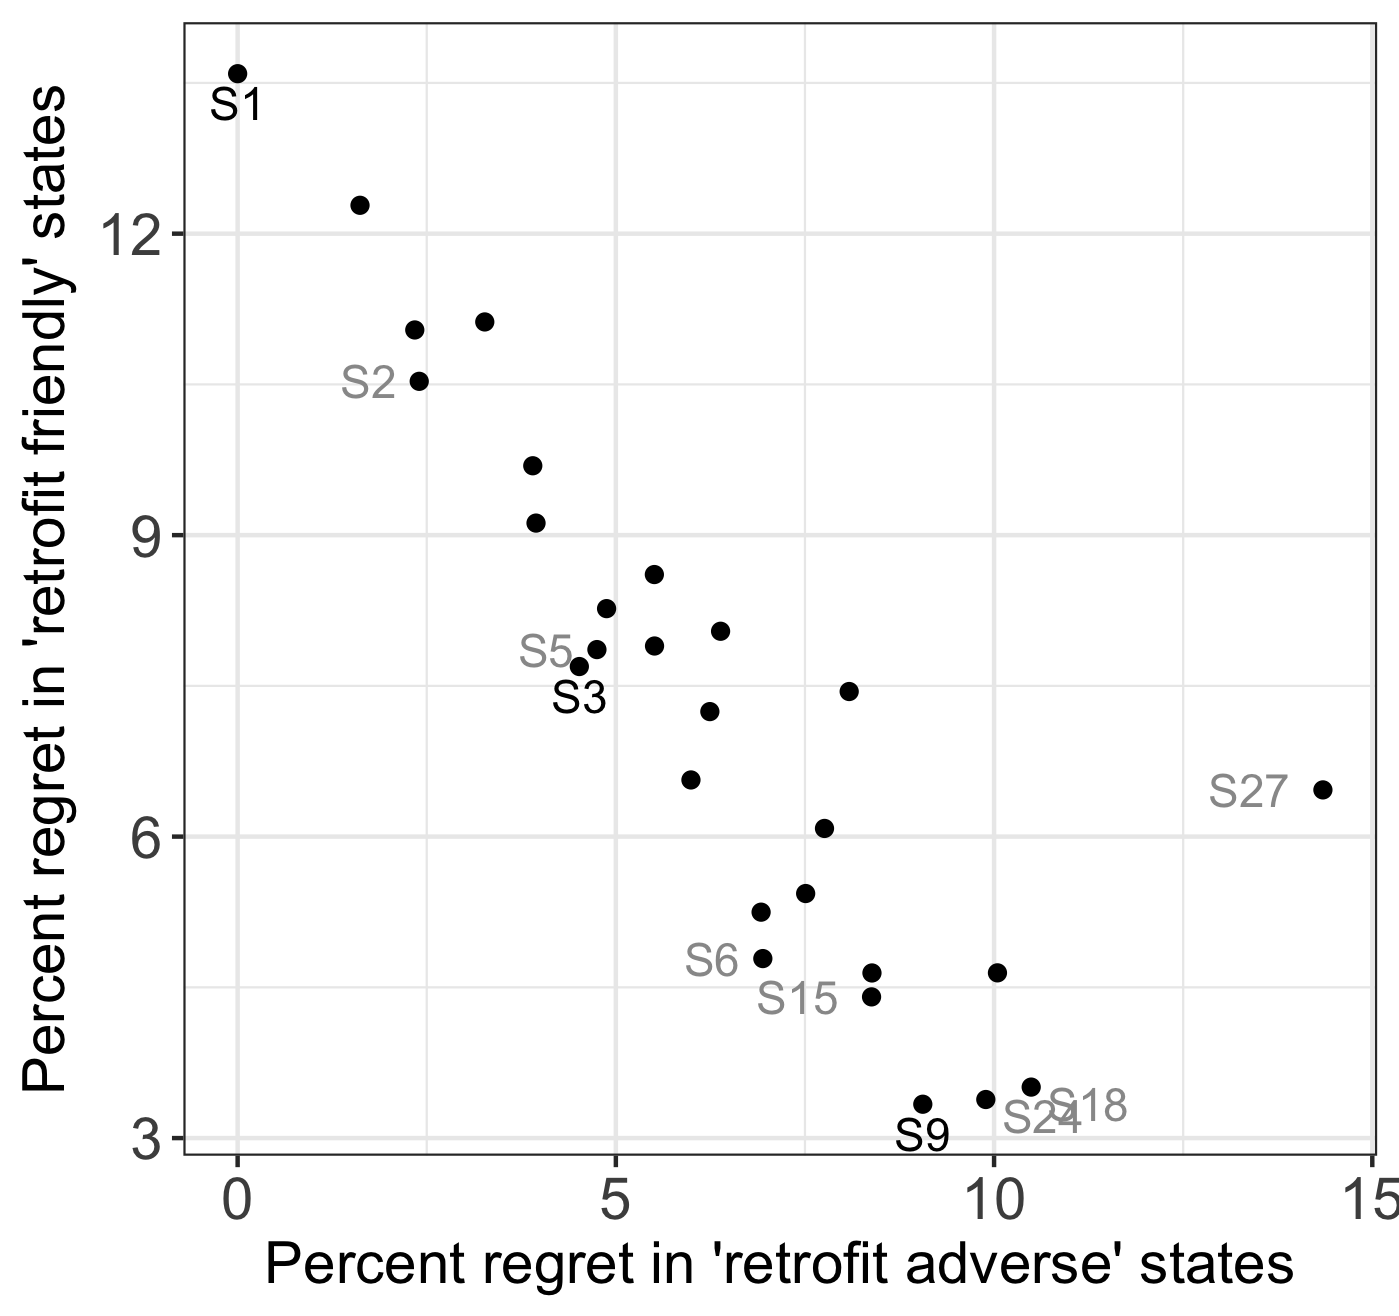 Percent regret in 'retrofit friendly' states
12
9
6
3
S1
S2
S5
S3
S27
S6
S15
S18
S24
S9
0 5 10 15
Percent regret in 'retrofit adverse' states